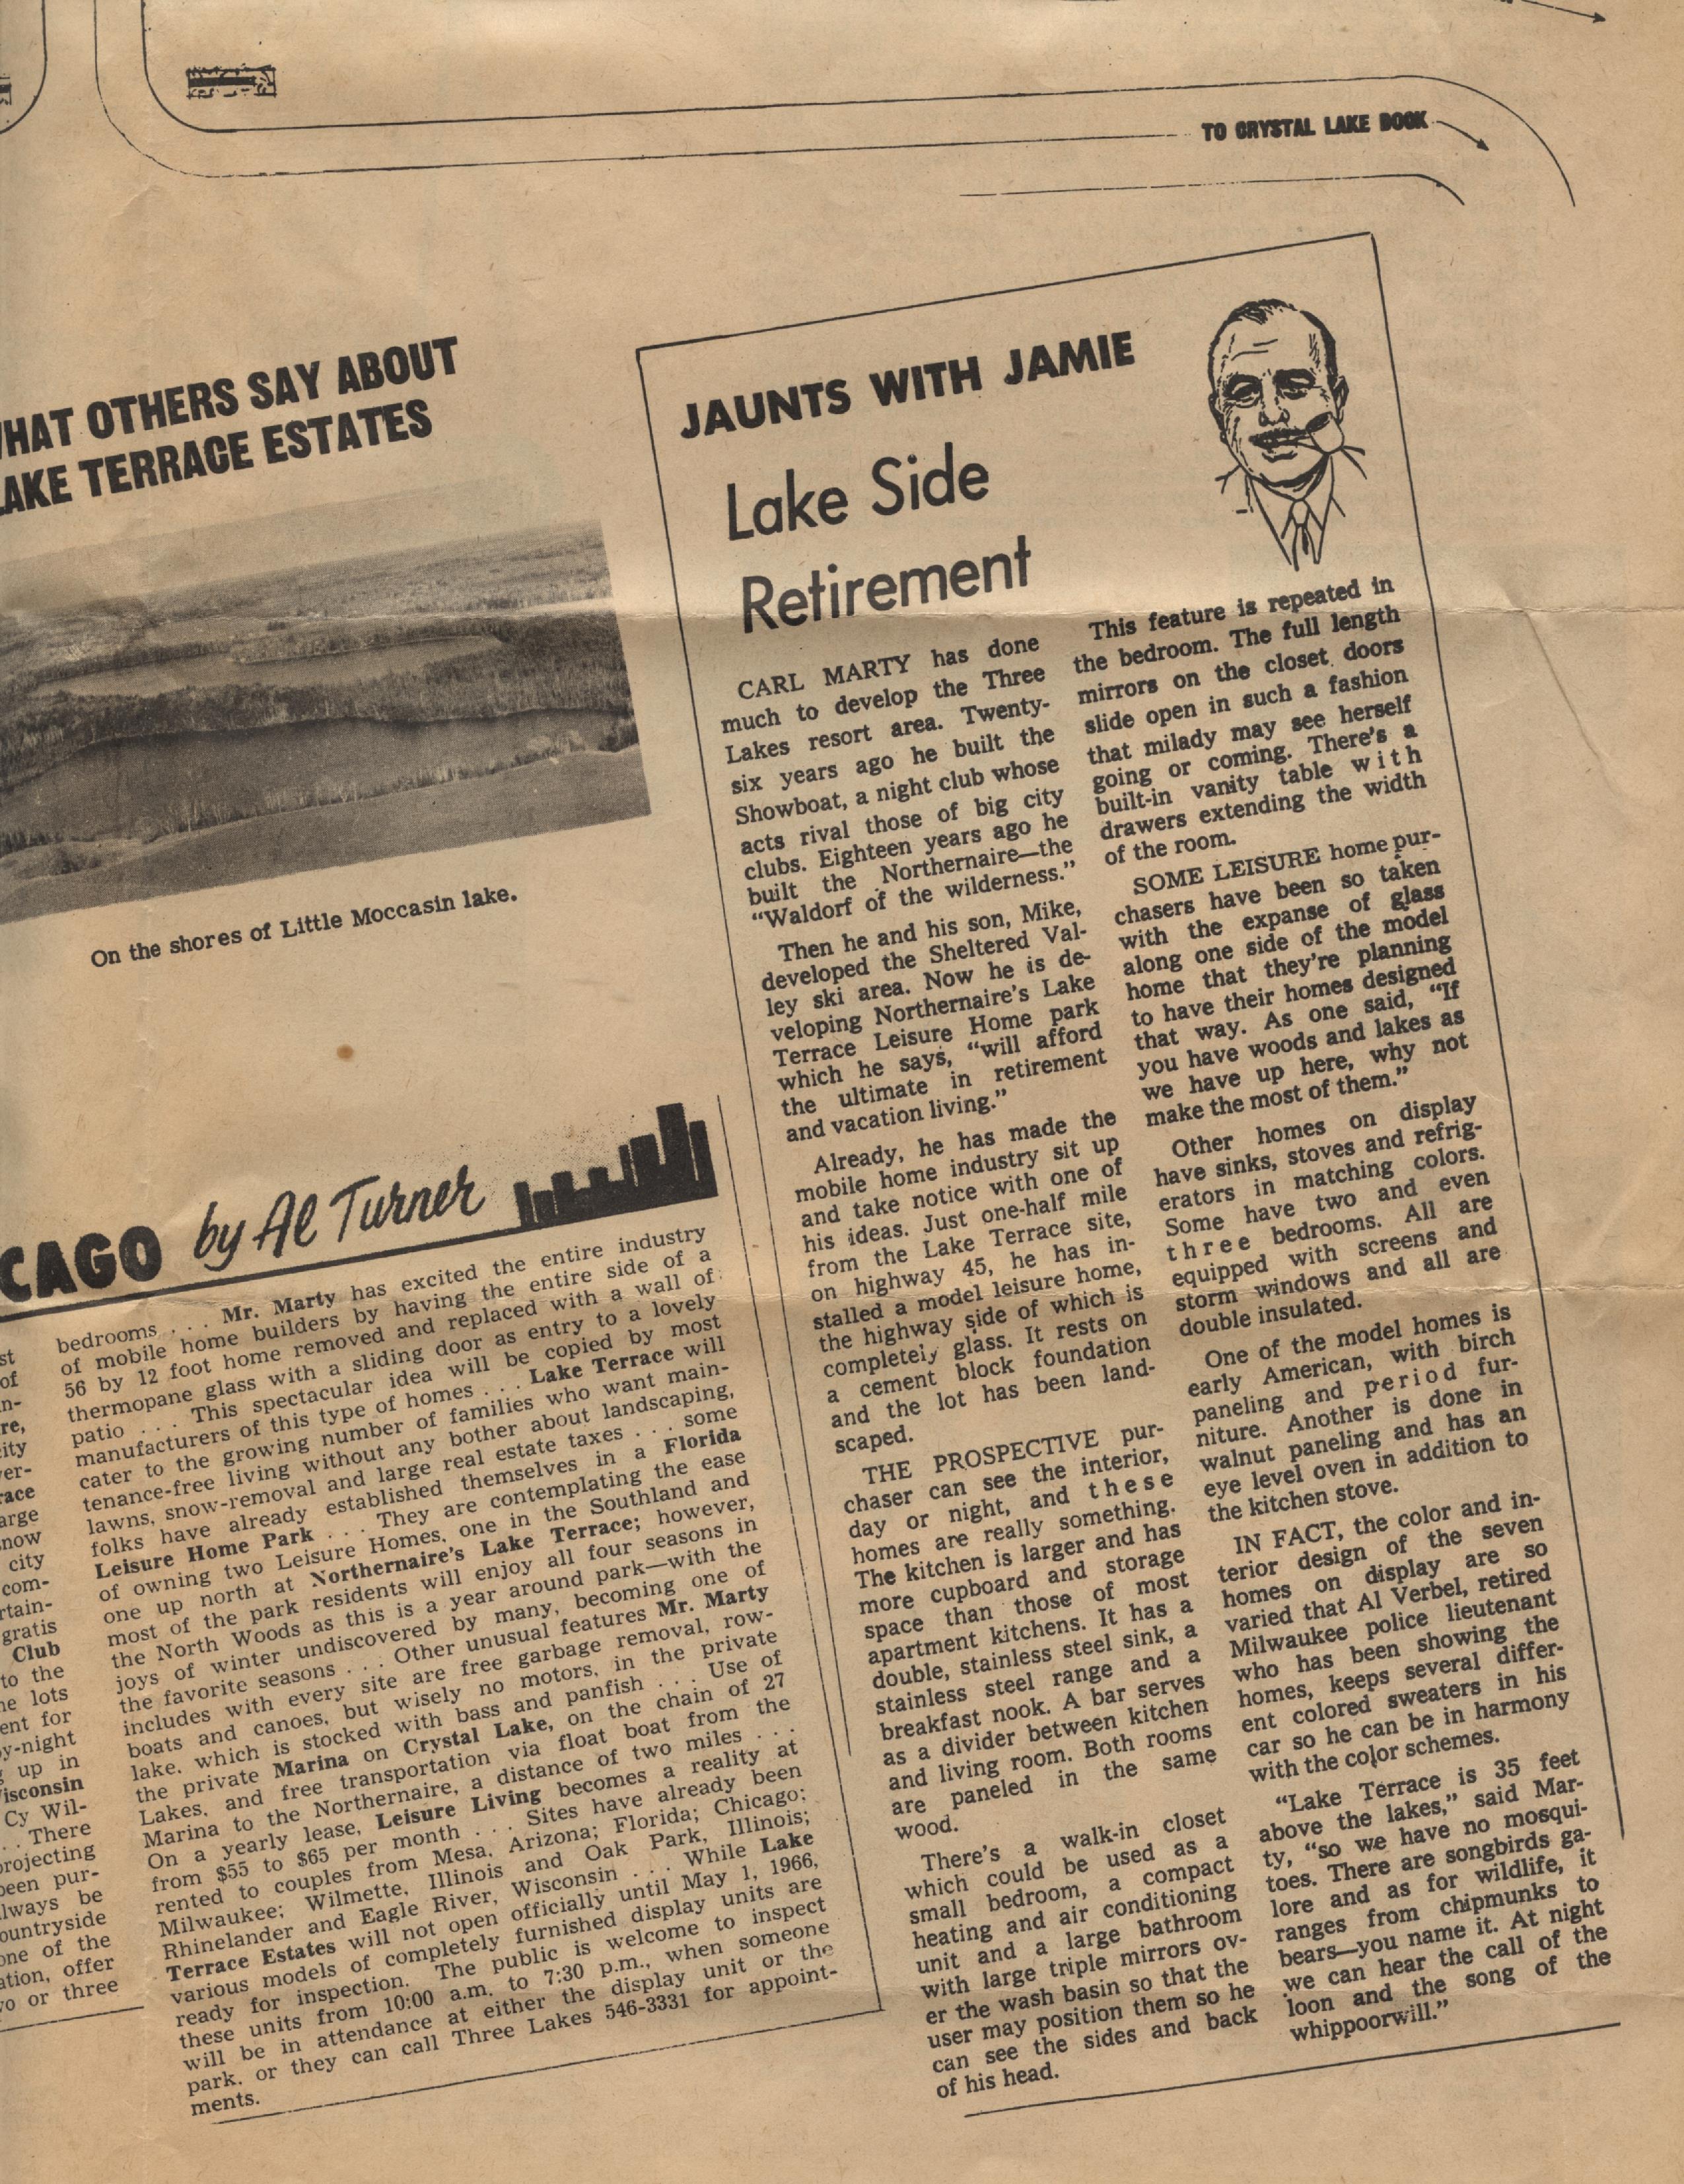 TO CRYSTAL LAKE DOCK
WHAT OTHERS SAY ABOUT
LAKE TERRACE ESTATES
On the shores of Little Moccasin lake.
CAGO by Al Turner
st
of
n-
re,
ity
ver-
race
arge
now
city
com-
rtain-
gratis
Club
to the
ne lots
ent for
y-night
up in
Wisconsin
Cy Wil-
. . There
projecting
been pur-
lways be
ountryside
one of the
ation, offer
wo or three
bedrooms . . . Mr. Marty has excited the entire industry
of mobile home builders by having the entire side of a
56 by 12 foot home removed and replaced with a wall of
thermopane glass with a sliding door as entry to a lovely
patio . . . This spectacular idea will be copied by most
manufacturers of this type of homes . . . Lake Terrace will
cater to the growing number of families who want main-
tenance-free living without any bother about landscaping,
lawns, snow-removal and large real estate taxes . . . some
folks have already established themselves in a Florida
Leisure Home Park . . . They are contemplating the ease
of owning two Leisure Homes, one in the Southland and
one up north at Northernaire's Lake Terrace; however,
most of the park residents will enjoy all four seasons in
the North Woods as this is a year around park—with the
joys of winter undiscovered by many, becoming one of
the favorite seasons . . . Other unusual features Mr. Marty
includes with every site are free garbage removal, row-
boats and canoes, but wisely no motors, in the private
lake, which is stocked with bass and panfish . . . Use of
the private Marina on Crystal Lake, on the chain of 27
Lakes, and free transportation via float boat from the
Marina to the Northernaire, a distance of two miles . . .
On a yearly lease, Leisure Living becomes a reality at
from $55 to $65 per month . . . Sites have already been
rented to couples from Mesa, Arizona; Florida; Chicago;
Milwaukee; Wilmette, Illinois and Oak Park, Illinois;
Rhinelander and Eagle River, Wisconsin . . . While Lake
Terrace Estates will not open officially until May 1, 1966,
various models of completely furnished display units are
ready for inspection. The public is welcome to inspect
these units from 10:00 a.m. to 7:30 p.m., when someone
will be in attendance at either the display unit or the
park. or they can call Three Lakes 546-3331 for appoint-
ments.
JAUNTS WITH JAMIE
Lake Side
Retirement
CARL MARTY has done
much to develop the Three
Lakes resort area. Twenty-
six years ago he built the
Showboat, a night club whose
acts rival those of big city
clubs. Eighteen years ago he
built the Northernaire—the
"Waldorf of the wilderness."
Then he and his son, Mike,
developed the Sheltered Val-
ley ski area. Now he is de-
veloping Northernaire's Lake
Terrace Leisure Home park
which he says, "will afford
the ultimate in retirement
and vacation living."
Already, he has made the
mobile home industry sit up
and take notice with one of
his ideas. Just one-half mile
from the Lake Terrace site,
on highway 45, he has in-
stalled a model leisure home,
the highway side of which is
completely glass. It rests on
a cement block foundation
and the lot has been land-
scaped.
THE PROSPECTIVE pur-
chaser can see the interior,
day or night, and these
homes are really something.
The kitchen is larger and has
more cupboard and storage
space than those of most
apartment kitchens. It has a
double, stainless steel sink, a
stainless steel range and a
breakfast nook. A bar serves
as a divider between kitchen
and living room. Both rooms
are paneled in the same
wood.
There's a walk-in closet
which could be used as a
small bedroom, a compact
heating and air conditioning
unit and a large bathroom
with large triple mirrors ov-
er the wash basin so that the
user may position them so he
can see the sides and back
of his head.
This feature is repeated in
the bedroom. The full length
mirrors on the closet doors
slide open in such a fashion
that milady may see herself
going or coming. There's a
built-in vanity table with
drawers extending the width
of the room.
SOME LEISURE home pur-
chasers have been so taken
with the expanse of glass
along one side of the model
home that they're planning
to have their homes designed
that way. As one said, "If
you have woods and lakes as
we have up here, why not
make the most of them."
Other homes on display
have sinks, stoves and refrig-
erators in matching colors.
Some have two and even
three bedrooms. All are
equipped with screens and
storm windows and all are
double insulated.
One of the model homes is
early American, with birch
paneling and period fur-
niture. Another is done in
walnut paneling and has an
eye level oven in addition to
the kitchen stove.
IN FACT, the color and in-
terior design of the seven
homes on display are so
varied that Al Verbel, retired
Milwaukee police lieutenant
who has been showing the
homes, keeps several differ-
ent colored sweaters in his
car so he can be in harmony
with the color schemes.
"Lake Terrace is 35 feet
above the lakes," said Mar-
ty, "so we have no mosqui-
toes. There are songbirds ga-
lore and as for wildlife, it
ranges from chipmunks to
bears—you name it. At night
we can hear the call of the
loon and the song of the
whippoorwill."